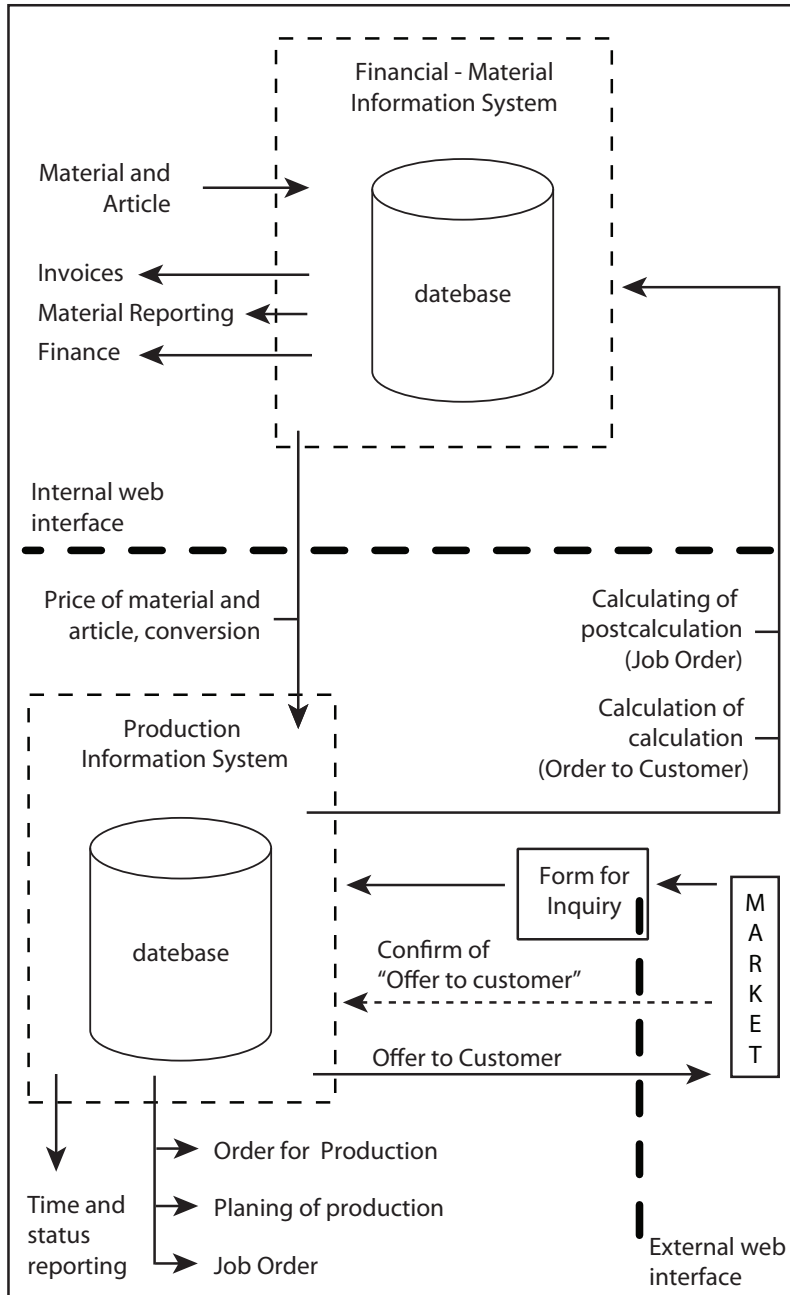 Financial - Material
Information System
Material and
Article
datebase
Invoices
Material Reporting
Finance
Internal web
interface
Price of material and
article, conversion
Calculating of
postcalculation
(Job Order)
Calculation of
calculation
(Order to Customer)
Production
Information System
datebase
Form for
Inquiry
MARKET
Confirm of
“Offer to customer”
Offer to Customer
Order for Production
Planing of production
Job Order
Time and
status
reporting
External web
interface